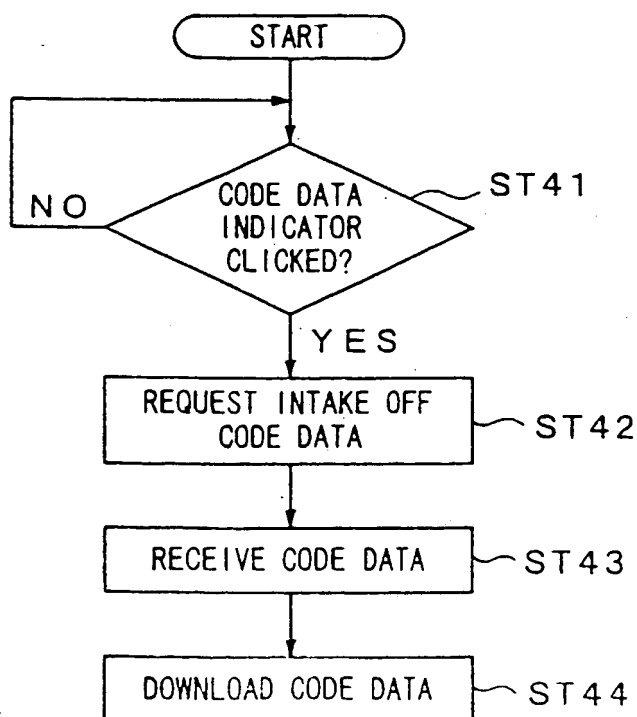 START
CODE DATA
INDICATOR
CLICKED?
ST41
NO
YES
REQUEST INTAKE OFF
CODE DATA
ST42
RECEIVE CODE DATA
ST43
DOWNLOAD CODE DATA
ST44